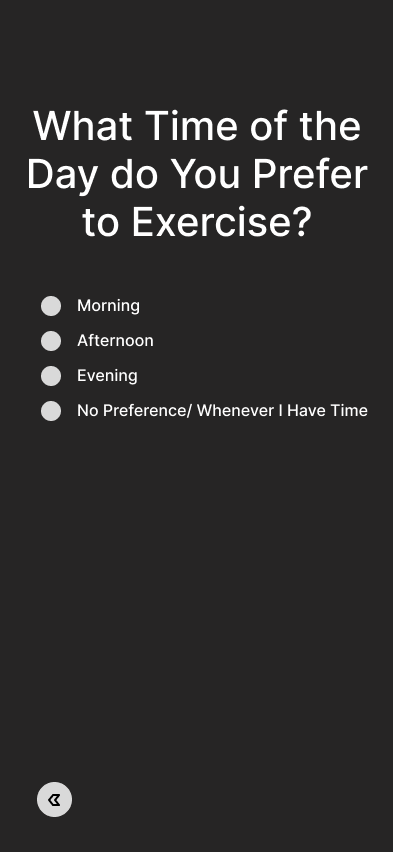 What Time of the
Day do You Prefer
to Exercise?
Morning
Afternoon
Evening
No Preference/ Whenever I Have Time